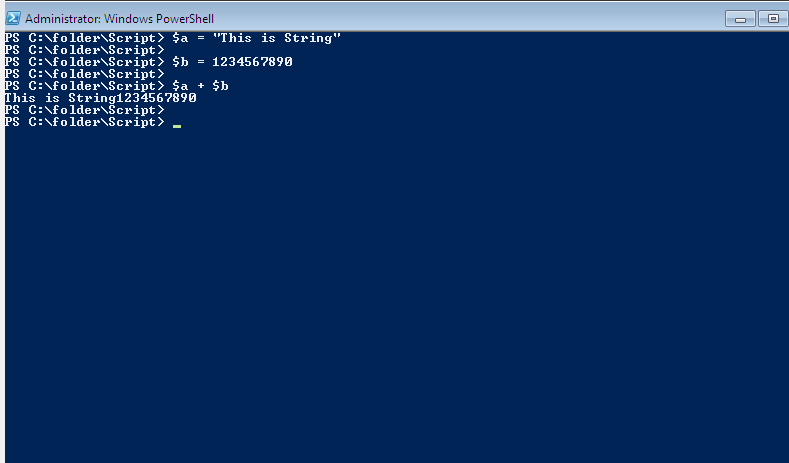 Administrator: Windows PowerShell
PS C:\folder\Script> $a = "This is String"
PS C:\folder\Script>
PS C:\folder\Script> $b = 1234567890
PS C:\folder\Script>
PS C:\folder\Script> $a + $b
This is String1234567890
PS C:\folder\Script>
PS C:\folder\Script> _